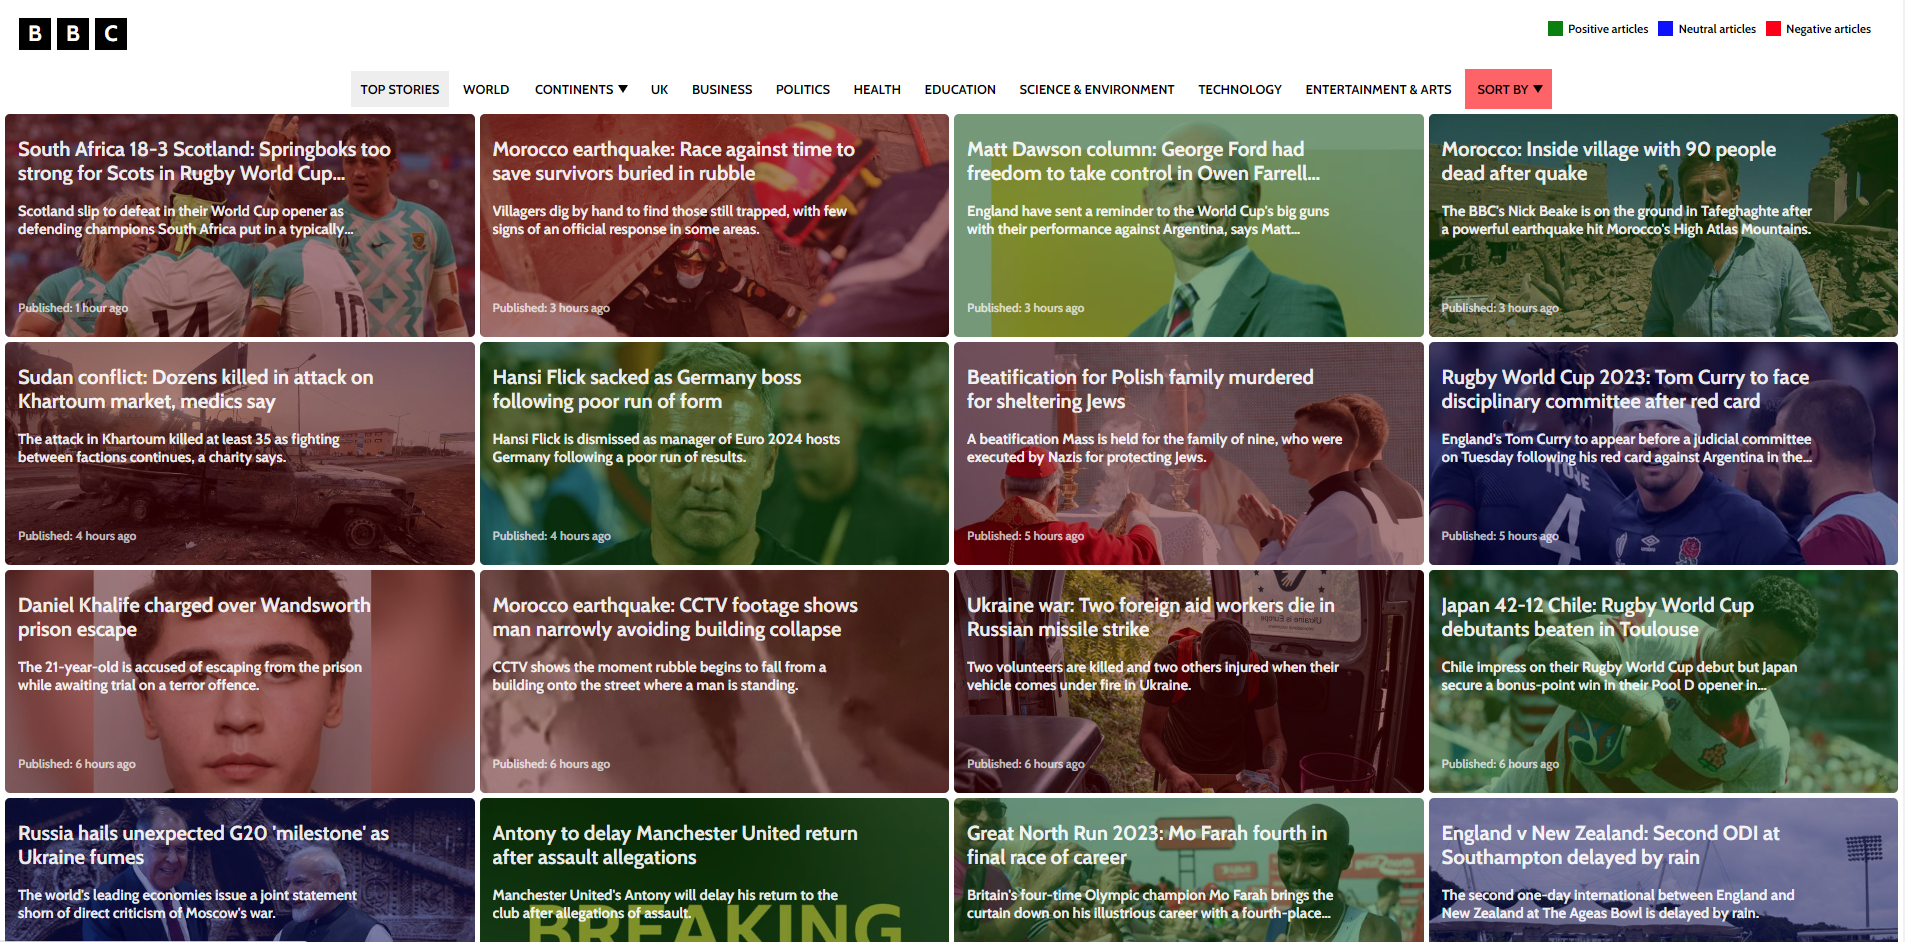 BBC
Positive articles
Neutral articles
Negative articles
TOP STORIES
WORLD
CONTINENTS ▼
UK
BUSINESS
POLITICS
HEALTH
EDUCATION
SCIENCE & ENVIRONMENT
TECHNOLOGY
ENTERTAINMENT & ARTS
SORT BY ▼
South Africa 18-3 Scotland: Springboks too
strong for Scots in Rugby World Cup...
Scotland slip to defeat in their World Cup opener as
defending champions South Africa put in a typically...
Published: 1 hour ago
14
10
Morocco earthquake: Race against time to
save survivors buried in rubble
Villagers dig by hand to find those still trapped, with few
signs of an official response in some areas.
Published: 3 hours ago
Matt Dawson column: George Ford had
freedom to take control in Owen Farrell...
England have sent a reminder to the World Cup's big guns
with their performance against Argentina, says Matt...
Published: 3 hours ago
Morocco: Inside village with 90 people
dead after quake
The BBC's Nick Beake is on the ground in Tafeghaghte after
a powerful earthquake hit Morocco's High Atlas Mountains.
Published: 3 hours ago
Sudan conflict: Dozens killed in attack on
Khartoum market, medics say
The attack in Khartoum killed at least 35 as fighting
between factions continues, a charity says.
Published: 4 hours ago
Hansi Flick sacked as Germany boss
following poor run of form
Hansi Flick is dismissed as manager of Euro 2024 hosts
Germany following a poor run of results.
Published: 4 hours ago
Beatification for Polish family murdered
for sheltering Jews
A beatification Mass is held for the family of nine, who were
executed by Nazis for protecting Jews.
Published: 5 hours ago
Rugby World Cup 2023: Tom Curry to face
disciplinary committee after red card
England's Tom Curry to appear before a judicial committee
on Tuesday following his red card against Argentina in the...
4
Published: 5 hours ago
Daniel Khalife charged over Wandsworth
prison escape
The 21-year-old is accused of escaping from the prison
while awaiting trial on a terror offence.
Published: 6 hours ago
Morocco earthquake: CCTV footage shows
man narrowly avoiding building collapse
CCTV shows the moment rubble begins to fall from a
building onto the street where a man is standing.
Published: 6 hours ago
Ukraine war: Two foreign aid workers die in
Russian missile strike
Two volunteers are killed and two others injured when their
vehicle comes under fire in Ukraine.
Published: 6 hours ago
Japan 42-12 Chile: Rugby World Cup
debutants beaten in Toulouse
Chile impress on their Rugby World Cup debut but Japan
secure a bonus-point win in their Pool D opener in...
Published: 6 hours ago
Russia hails unexpected G20 'milestone' as
Ukraine fumes
The world's leading economies issue a joint statement
shorn of direct criticism of Moscow's war.
Antony to delay Manchester United return
after assault allegations
Manchester United's Antony will delay his return to the
club after allegations of assault.
BREAKING
Great North Run 2023: Mo Farah fourth in
final race of career
Britain's four-time Olympic champion Mo Farah brings the
curtain down on his illustrious career with a fourth-place...
England v New Zealand: Second ODI at
Southampton delayed by rain
The second one-day international between England and
New Zealand at The Ageas Bowl is delayed by rain.